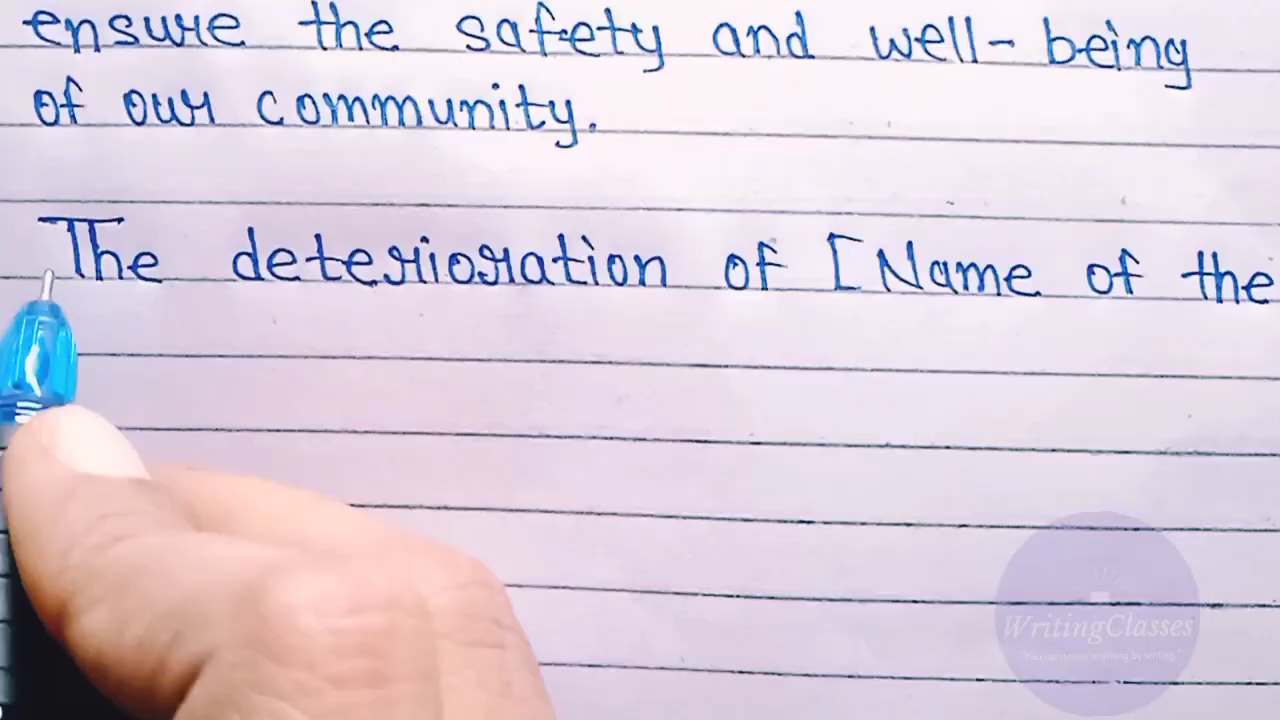 ensure the safety and well-being
of our community.
The deterioration of [Name of the
WritingClasses